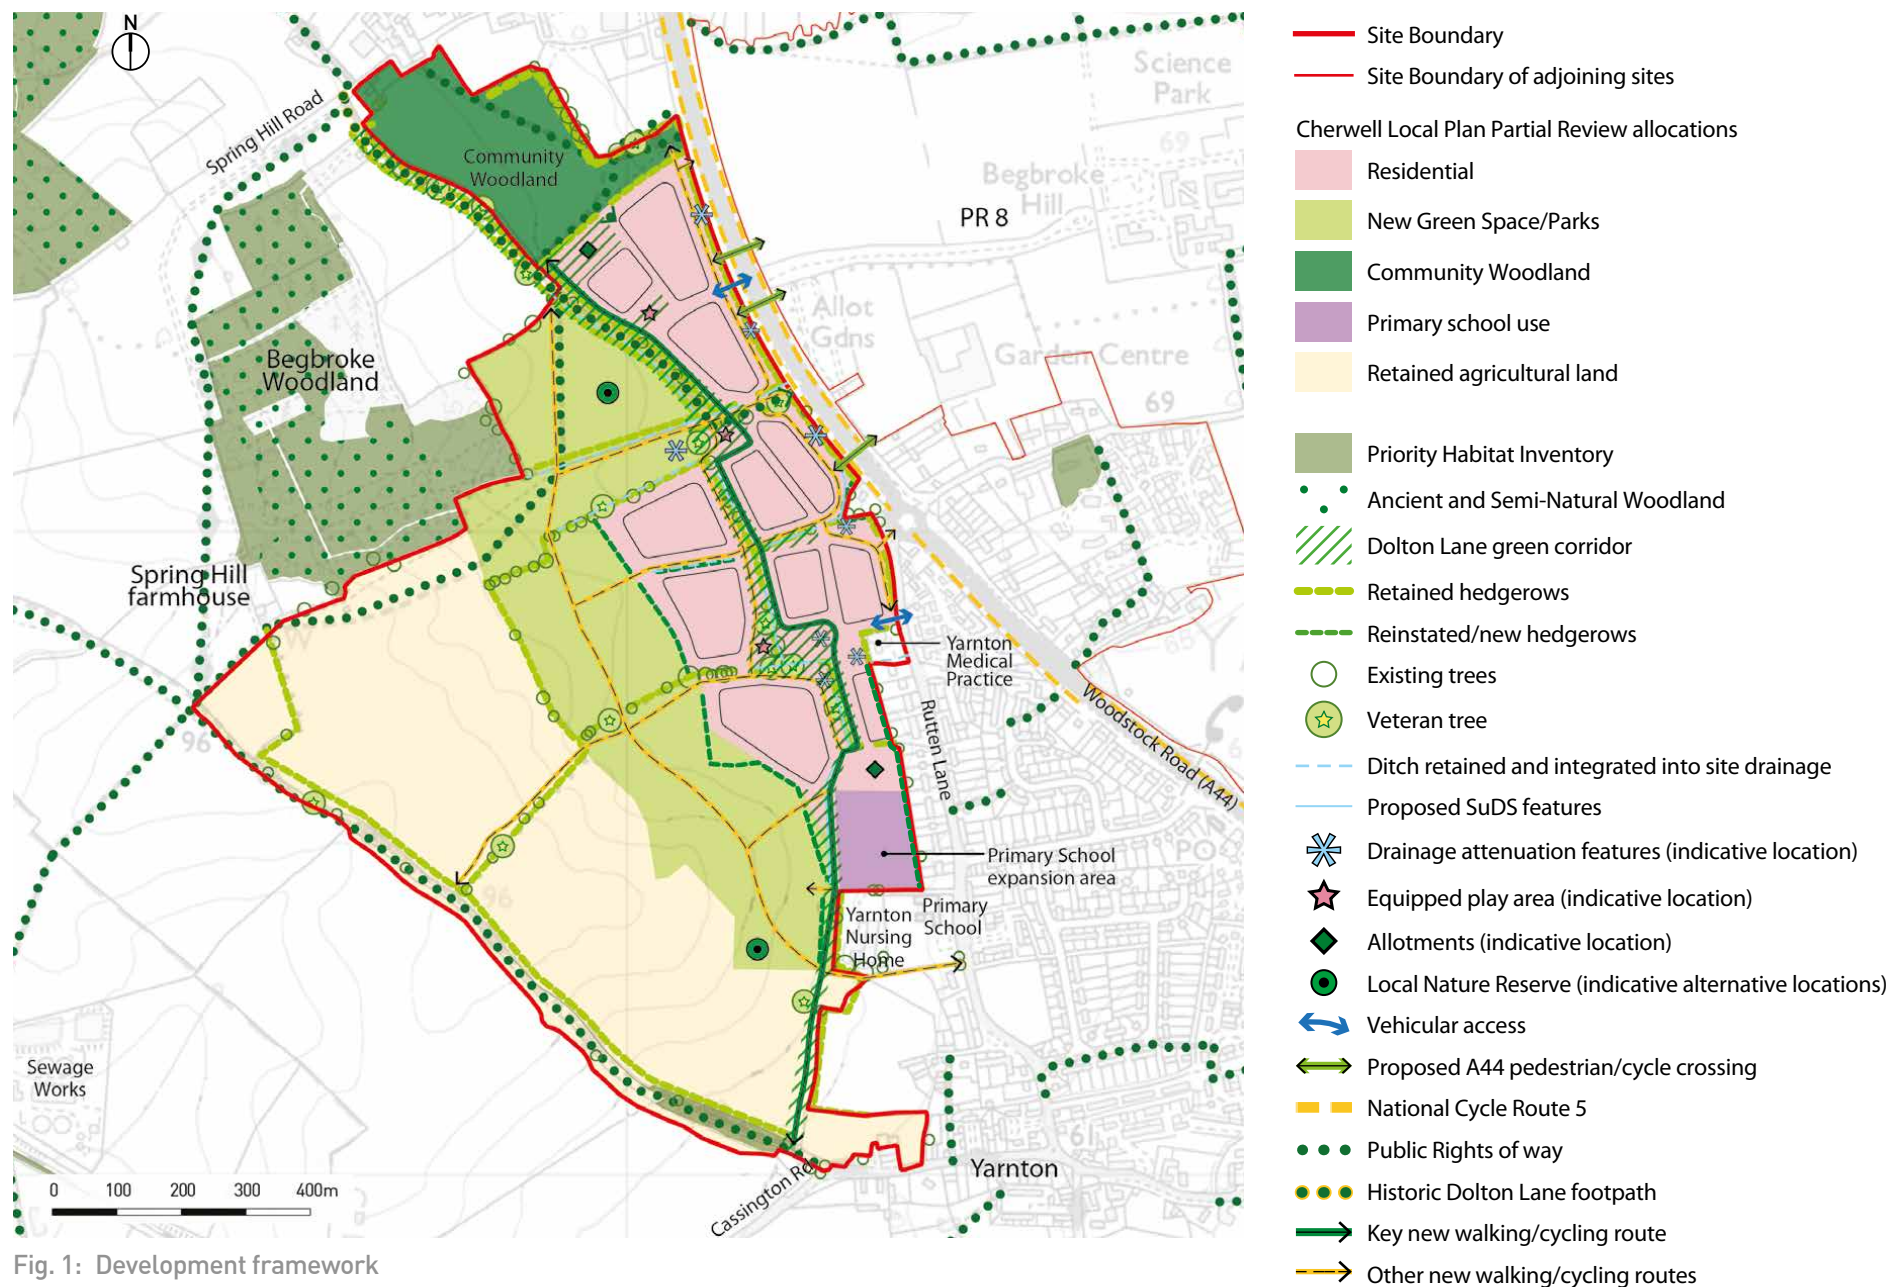 N
Spring Hill Road
Community
Woodland
Science
Park
69
Begbroke
Hill
PR 8
Allot
Gdns
Garden Centre
69
Begbroke
Woodland
Spring Hill
farmhouse
96
96
Yarnton
Medical
Practice
Rutten Lane
Woodstock Road (A44)
Primary School
expansion area
Yarnton
Nursing
Home
Primary
School
Sewage
Works
61
Yarnton
Cassington Rd
0 100 200 300 400m
Fig. 1: Development framework
Site Boundary
Site Boundary of adjoining sites
Cherwell Local Plan Partial Review allocations
Residential
New Green Space/Parks
Community Woodland
Primary school use
Retained agricultural land
Priority Habitat Inventory
Ancient and Semi-Natural Woodland
Dolton Lane green corridor
Retained hedgerows
Reinstated/new hedgerows
Existing trees
Veteran tree
Ditch retained and integrated into site drainage
Proposed SuDS features
Drainage attenuation features (indicative location)
Equipped play area (indicative location)
Allotments (indicative location)
Local Nature Reserve (indicative alternative locations)
Vehicular access
Proposed A44 pedestrian/cycle crossing
National Cycle Route 5
Public Rights of way
Historic Dolton Lane footpath
Key new walking/cycling route
Other new walking/cycling routes